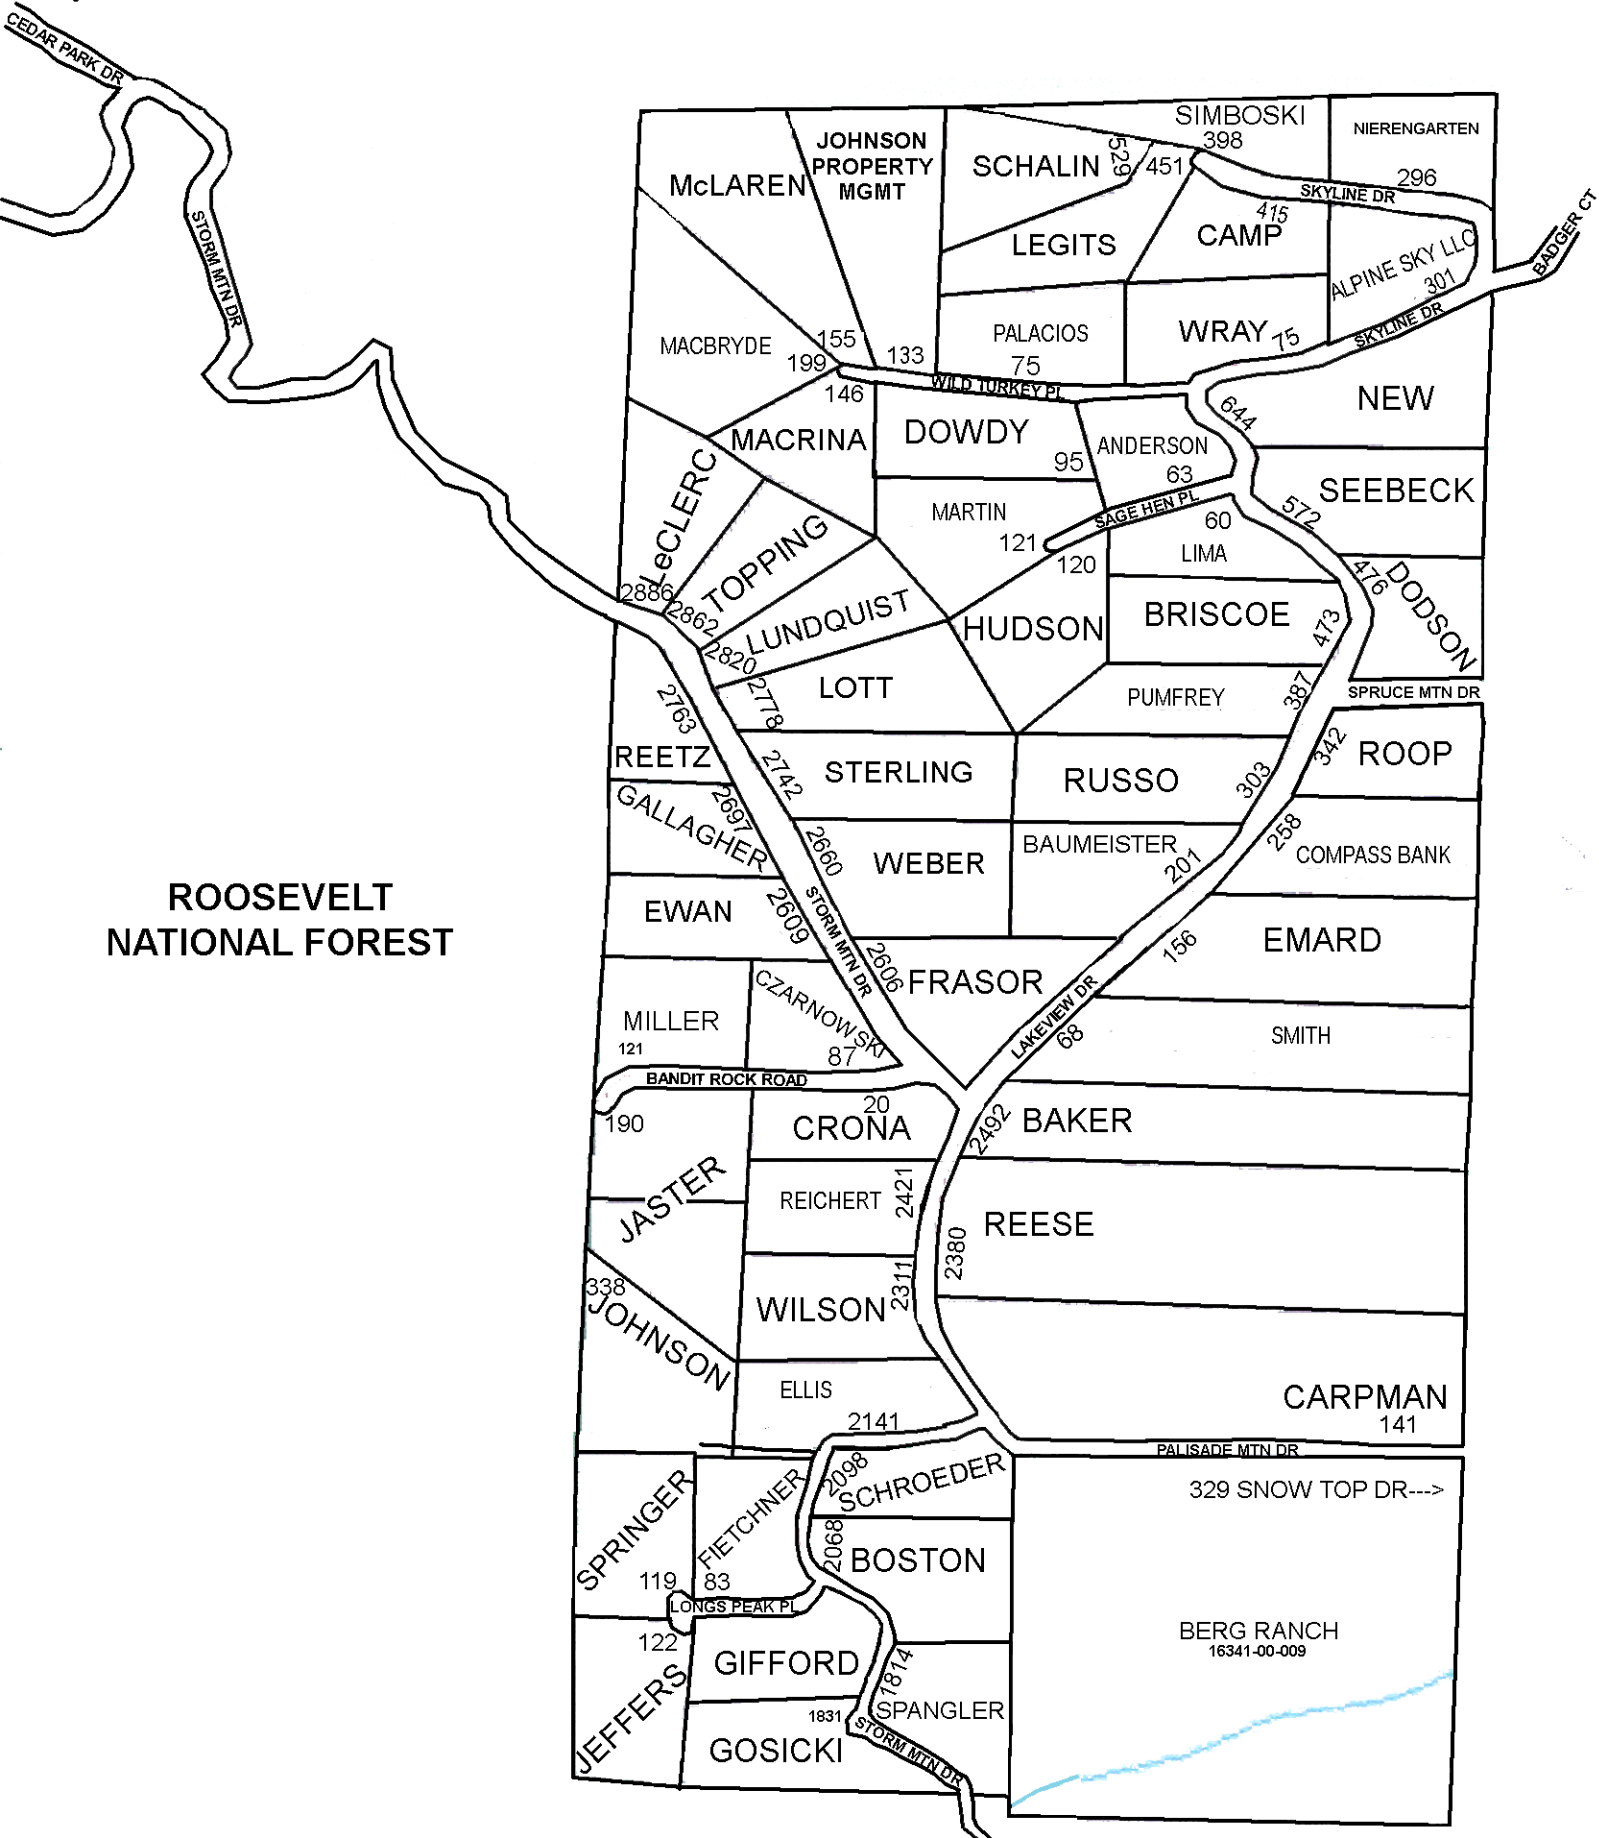 CEDAR PARK DR
STORM MTN DR
SIMBOSKI
398
NIERENGARTEN
296
JOHNSON
PROPERTY
MGMT
McLAREN
SCHALIN
529
451
SKYLINE DR
415
CAMP
LEGITS
BADGER CT
ALPINE SKY LLC
301
SKYLINE DR
MACBRYDE
155
199
133
146
PALACIOS
75
WRAY
75
WILD TURKEY PL
NEW
644
MACRINA
DOWDY
95
ANDERSON
63
SEEBECK
572
LeCLERC
2886
TOPPING
2862
MARTIN
121
SAGE HEN PL
60
LIMA
120
476
DODSON
LUNDQUIST
2820
HUDSON
BRISCOE
473
LOTT
2778
PUMFREY
387
SPRUCE MTN DR
2763
REETZ
2742
STERLING
RUSSO
303
342
ROOP
GALLAGHER
2697
2660
WEBER
BAUMEISTER
201
258
COMPASS BANK
ROOSEVELT
NATIONAL FOREST
EWAN
2609
STORM MTN DR
2606
FRASOR
156
EMARD
LAKEVIEW DR
68
SMITH
MILLER
121
CZARNOWSKI
87
BANDIT ROCK ROAD
190
20
CRONA
2492
BAKER
JASTER
REICHERT
2421
2380
REESE
338
JOHNSON
WILSON
2311
ELLIS
2141
CARPMAN
141
PALISADE MTN DR
SPRINGER
119
FIETCHNER
83
2098
SCHROEDER
329 SNOW TOP DR--->
2068
BOSTON
LONGS PEAK PL
122
JEFFERS
GIFFORD
BERG RANCH
16341-00-009
1814
SPANGLER
1831
GOSICKI
STORM MTN DR